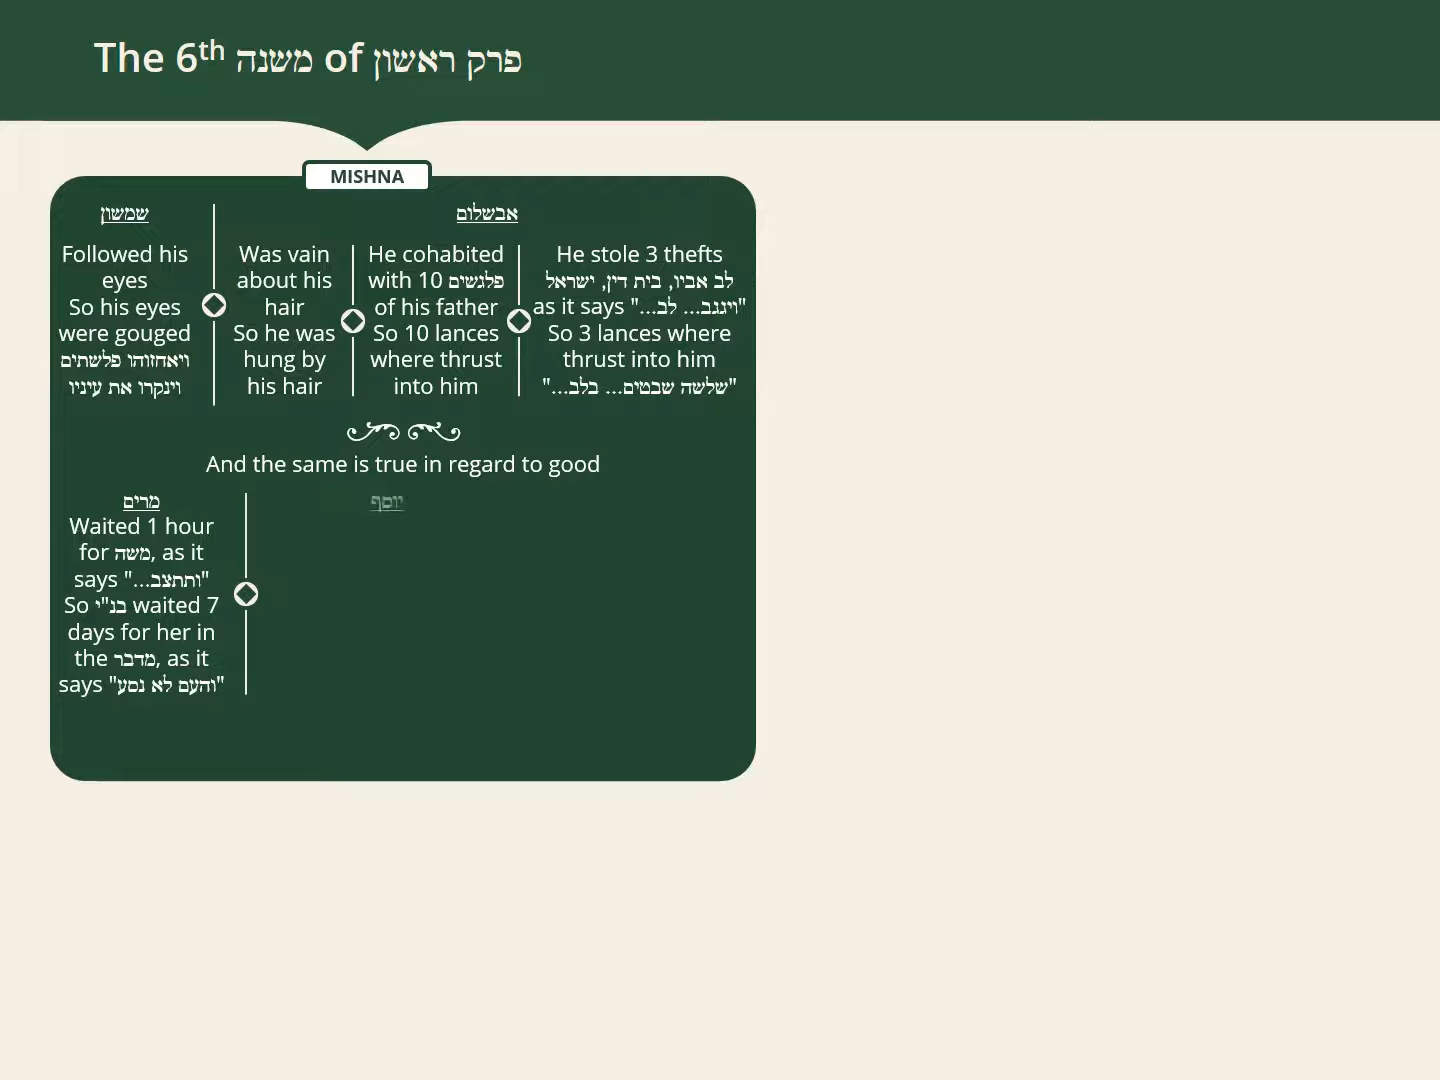 The 6th משנה of פרק ראשון
MISHNA
שמשון
Followed his
eyes
So his eyes
were gouged
ויאחזוהו פלשתים
וינקרו את עיניו
אבשלום
Was vain
about his
hair
So he was
hung by
his hair
He cohabited
with 10 פלגשים
of his father
So 10 lances
where thrust
into him
He stole 3 thefts
לב אביו, בית דין, ישראל
as it says "ויגנב... לב..."
So 3 lances where
thrust into him
"שלשה שבטים... בלב..."
And the same is true in regard to good
מרים
Waited 1 hour
for משה, as it
says "ותתצב..."
So בנ"י waited 7
days for her in
the מדבר, as it
says "והעם לא נסע"
יוסף